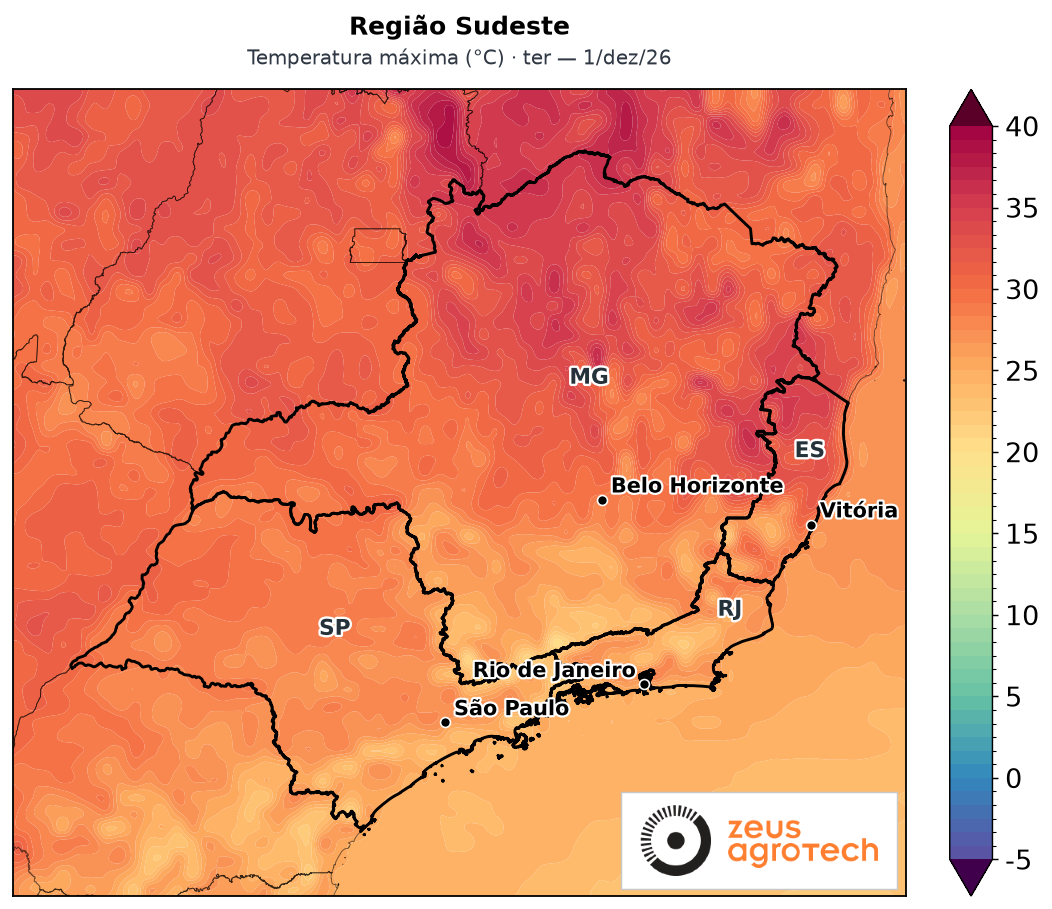 Região Sudeste
Temperatura máxima (°C) · ter — 1/dez/26
40
35
30
25
20
15
10
5
0
-5
MG
ES
Belo Horizonte
Vitória
RJ
SP
Rio de Janeiro
São Paulo
zeus
agrotech